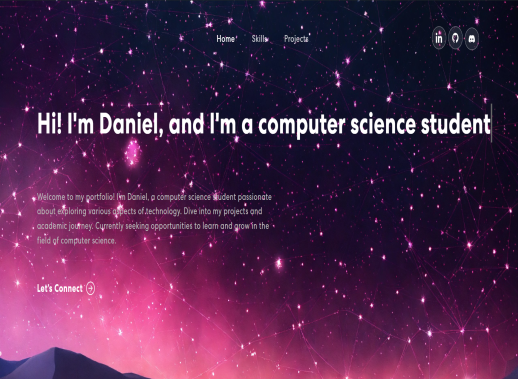 Home Skills Projects
Hi! I'm Daniel, and I'm a computer science student
Welcome to my portfolio! I'm Daniel, a computer science student passionate
about exploring various aspects of technology. Dive into my projects and
academic journey. Currently seeking opportunities to learn and grow in the
field of computer science.
Let's Connect